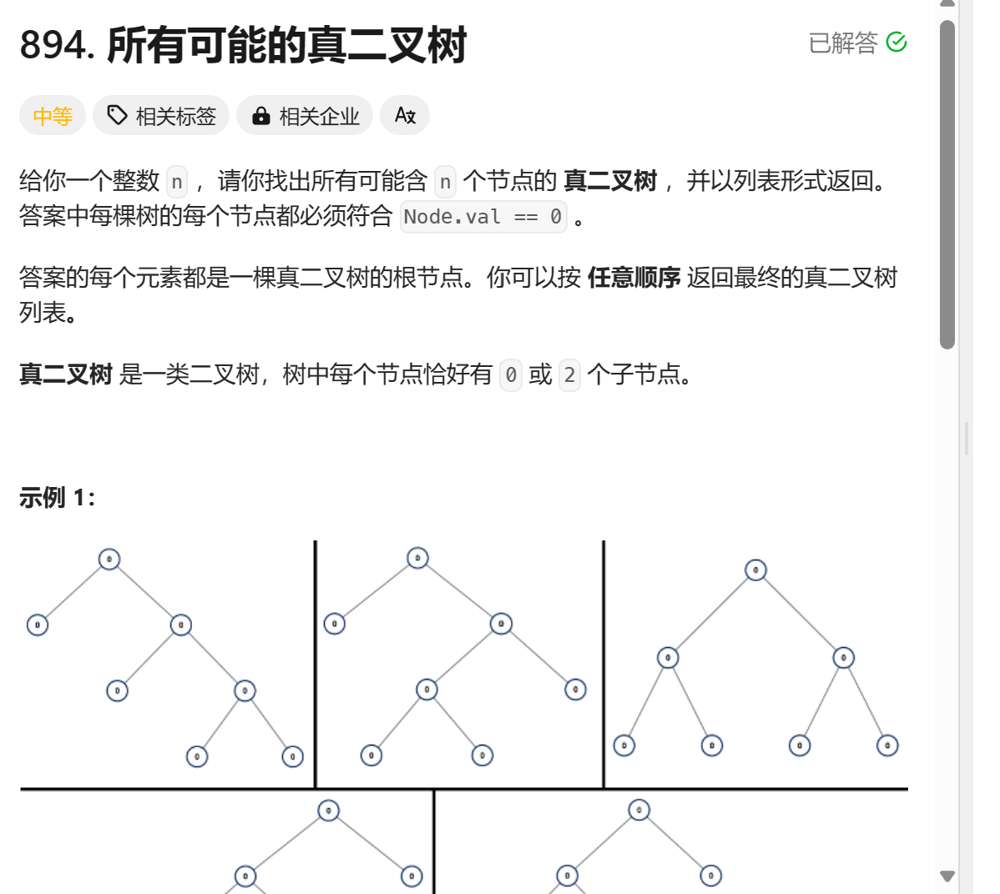 894. 所有可能的真二叉树
已解答
中等
相关标签
相关企业
给你一个整数 n ，请你找出所有可能含 n 个节点的 真二叉树 ，并以列表形式返回。
答案中每棵树的每个节点都必须符合 Node.val == 0 。
答案的每个元素都是一棵真二叉树的根节点。你可以按 任意顺序 返回最终的真二叉树
列表。
真二叉树 是一类二叉树，树中每个节点恰好有 0 或 2 个子节点。
示例 1：
0 0 0
0 0 0 0 0 0
0 0 0 0 0 0 0 0
0 0 0 0
0 0
0 0 0 0